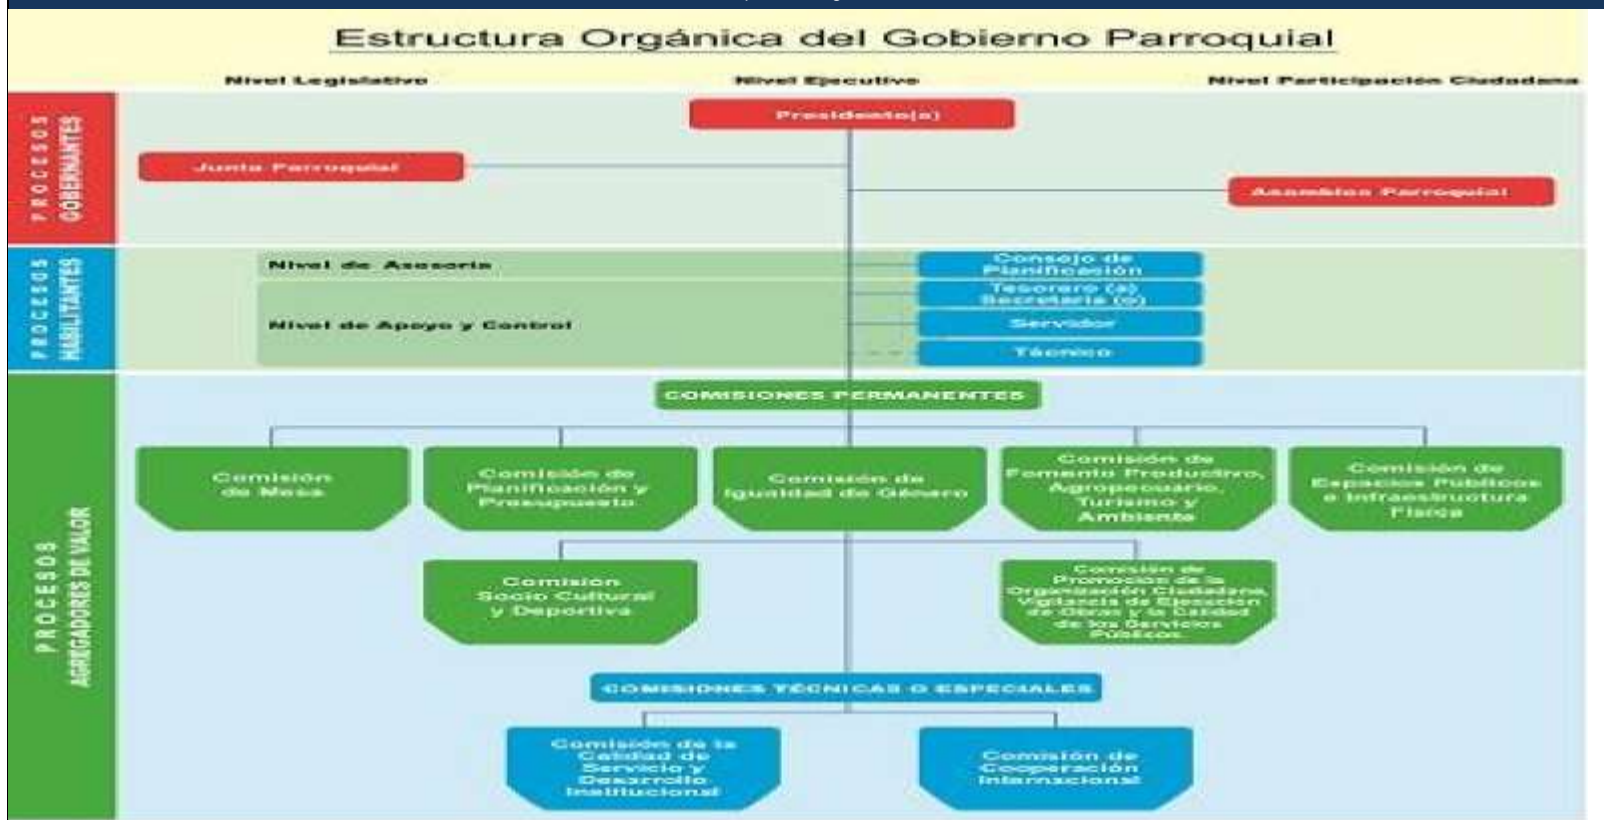 Estructura Orgánica del Gobierno Parroquial
Nivel Legislativo
Nivel Ejecutivo
Nivel Participación Ciudadana
PROCESOS
GOBERNANTES
Presidente(a)
Junta Parroquial
Asamblea Parroquial
PROCESOS
HABILITANTES
Nivel de Asesoría
Consejo de
Planificación
Nivel de Apoyo y Control
Tesorero (a)
Secretaria (o)
Servidor
Técnico
PROCESOS
AGREGADORES DE VALOR
COMISIONES PERMANENTES
Comisión
de Mesa
Comisión de
Planificación y
Presupuesto
Comisión de
Igualdad de Género
Comisión de
Fomento Productivo,
Agropecuario,
Turismo y
Ambiente
Comisión de
Espacios Públicos
e Infraestructura
Física
Comisión
Socio Cultural
y Deportiva
Comisión de
Promoción de la
Organización Ciudadana,
Vigilancia de Ejecución
de Obras y la Calidad
de los Servicios
Públicos
COMISIONES TÉCNICAS O ESPECIALES
Comisión de la
Calidad de
Servicio y
Desarrollo
Institucional
Comisión de
Cooperación
Internacional